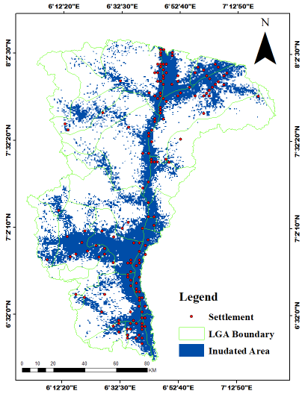 6°12'20"E 6°32'30"E 6°52'40"E 7°12'50"E
N
8°2'30"N 8°2'30"N
7°32'20"N 7°32'20"N
7°2'10"N 7°2'10"N
6°32'0"N 6°32'0"N
Legend
Settlement
LGA Boundary
Inudated Area
0 10 20 40 60 80
KM
6°12'20"E 6°32'30"E 6°52'40"E 7°12'50"E